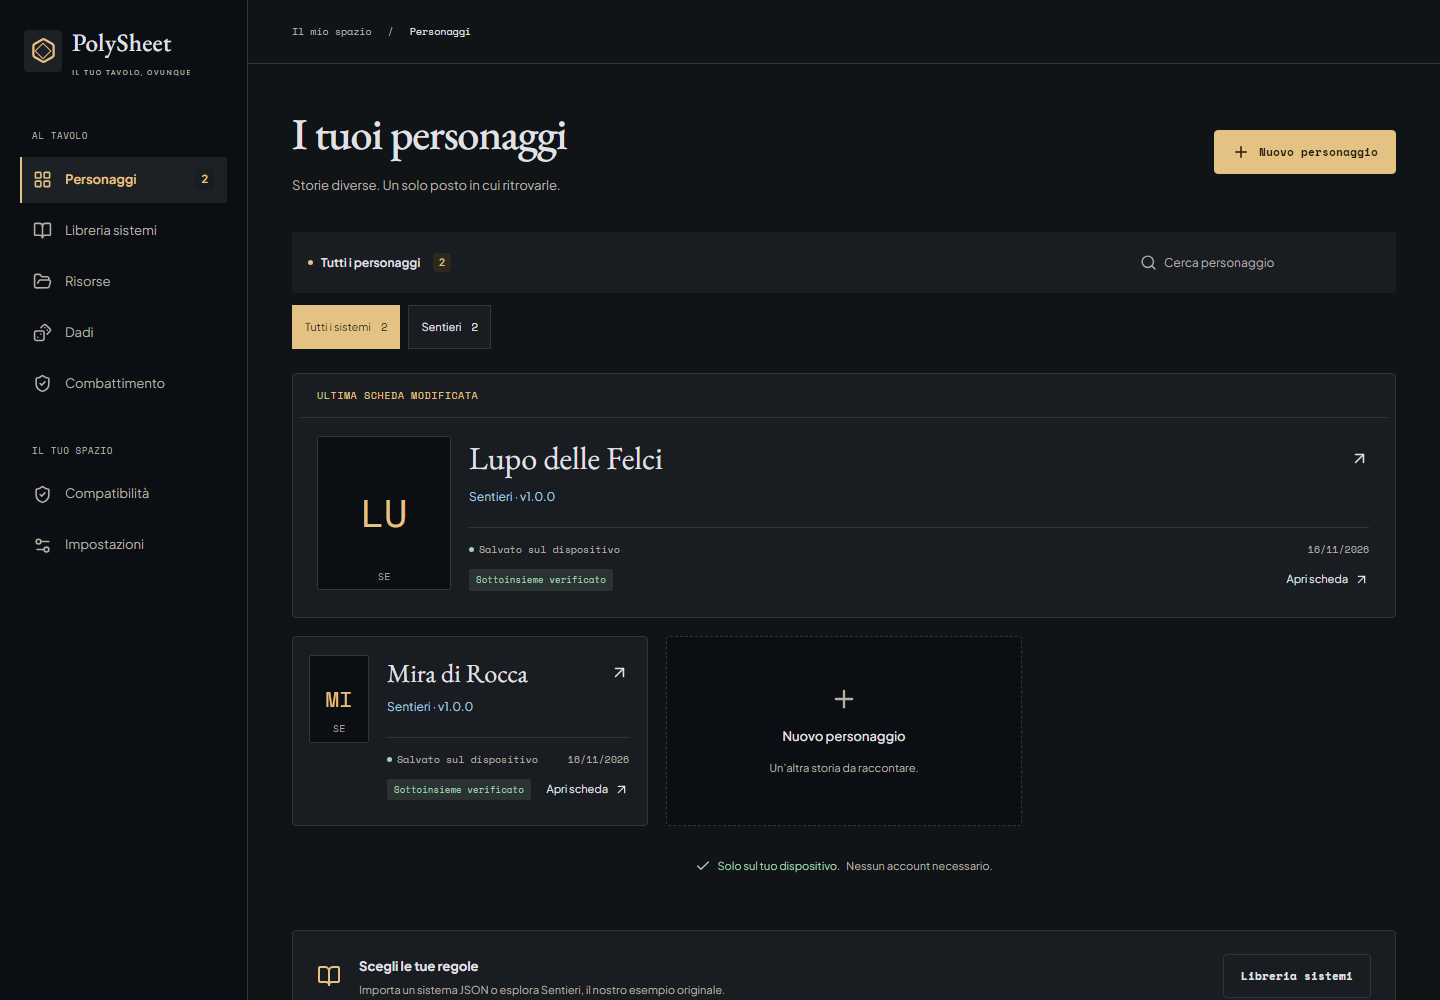 PolySheet
IL TUO TAVOLO, OVUNQUE
AL TAVOLO
Personaggi 2
Libreria sistemi
Risorse
Dadi
Combattimento
IL TUO SPAZIO
Compatibilità
Impostazioni
Il mio spazio / Personaggi
I tuoi personaggi
Storie diverse. Un solo posto in cui ritrovarle.
Nuovo personaggio
Tutti i personaggi 2
Cerca personaggio
Tutti i sistemi 2
Sentieri 2
ULTIMA SCHEDA MODIFICATA
LU
SE
Lupo delle Felci
Sentieri · v1.0.0
Salvato sul dispositivo 16/11/2026
Sottoinsieme verificato Apri scheda
MI
SE
Mira di Rocca
Sentieri · v1.0.0
Salvato sul dispositivo 16/11/2026
Sottoinsieme verificato Apri scheda
Nuovo personaggio
Un'altra storia da raccontare.
Solo sul tuo dispositivo. Nessun account necessario.
Scegli le tue regole
Importa un sistema JSON o esplora Sentieri, il nostro esempio originale.
Libreria sistemi